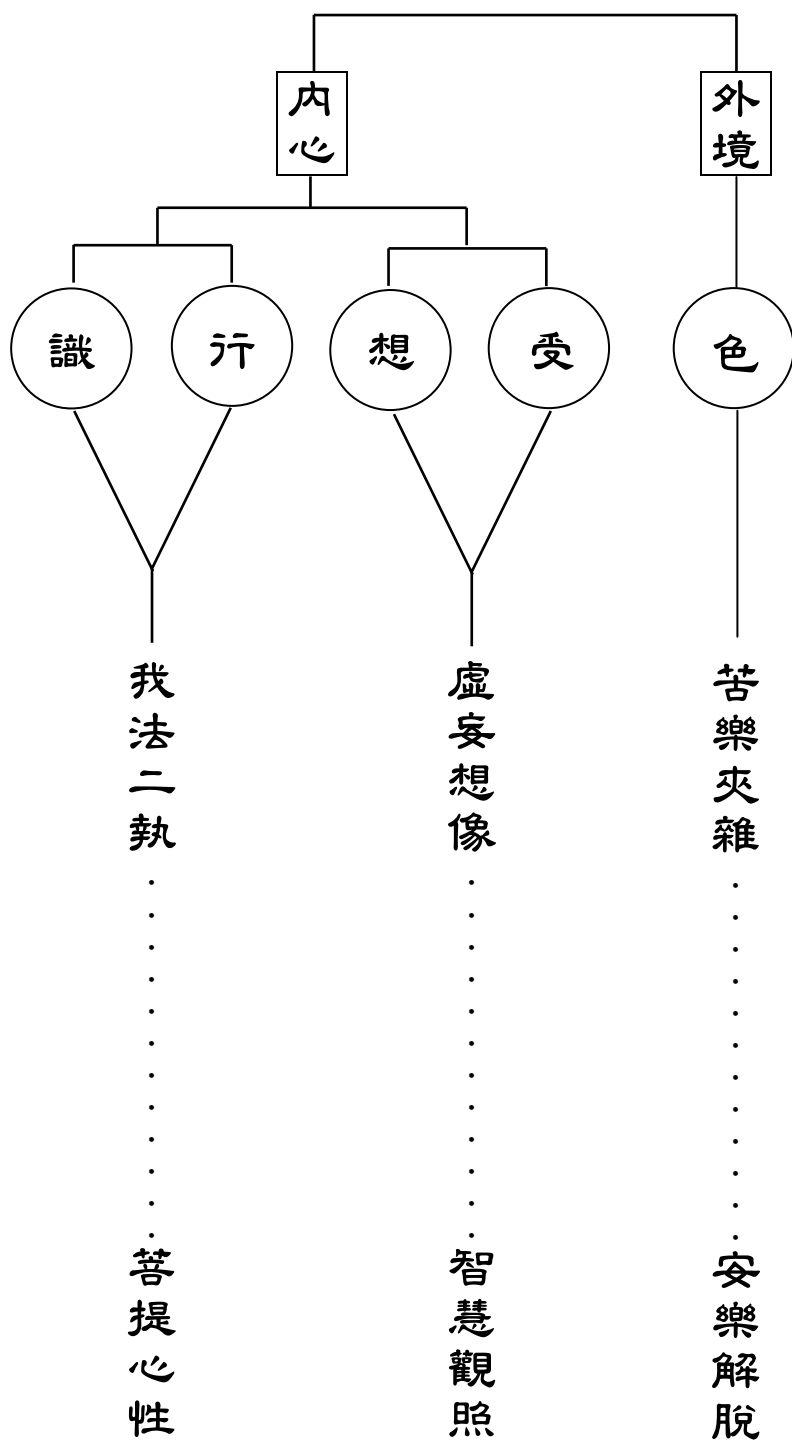 外境
內心
色
受
想
行
識
苦樂夾雜
虛妄想像
我法二執
安樂解脫
智慧觀照
菩提心性